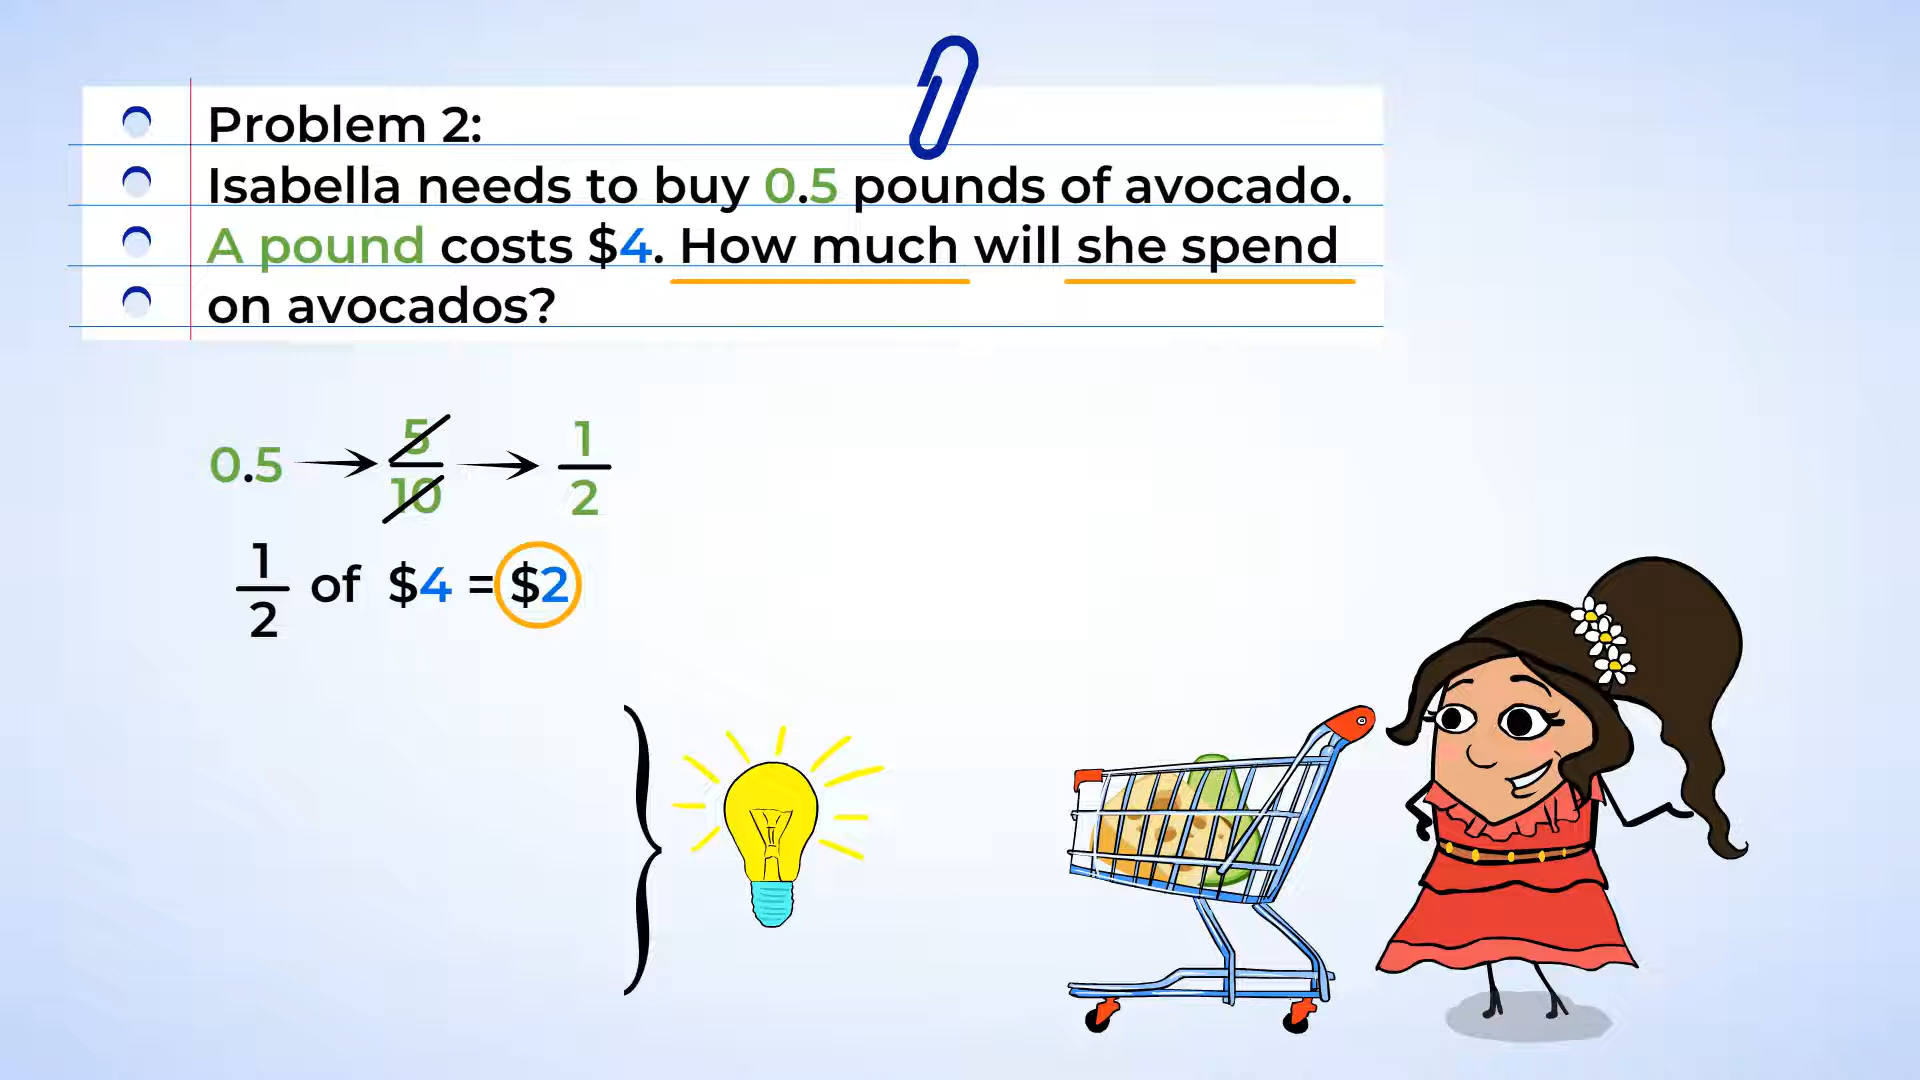 Problem 2:
Isabella needs to buy 0.5 pounds of avocado.
A pound costs $4. How much will she spend
on avocados?
0.5 → 5/10 → 1/2
1/2 of $4 = $2